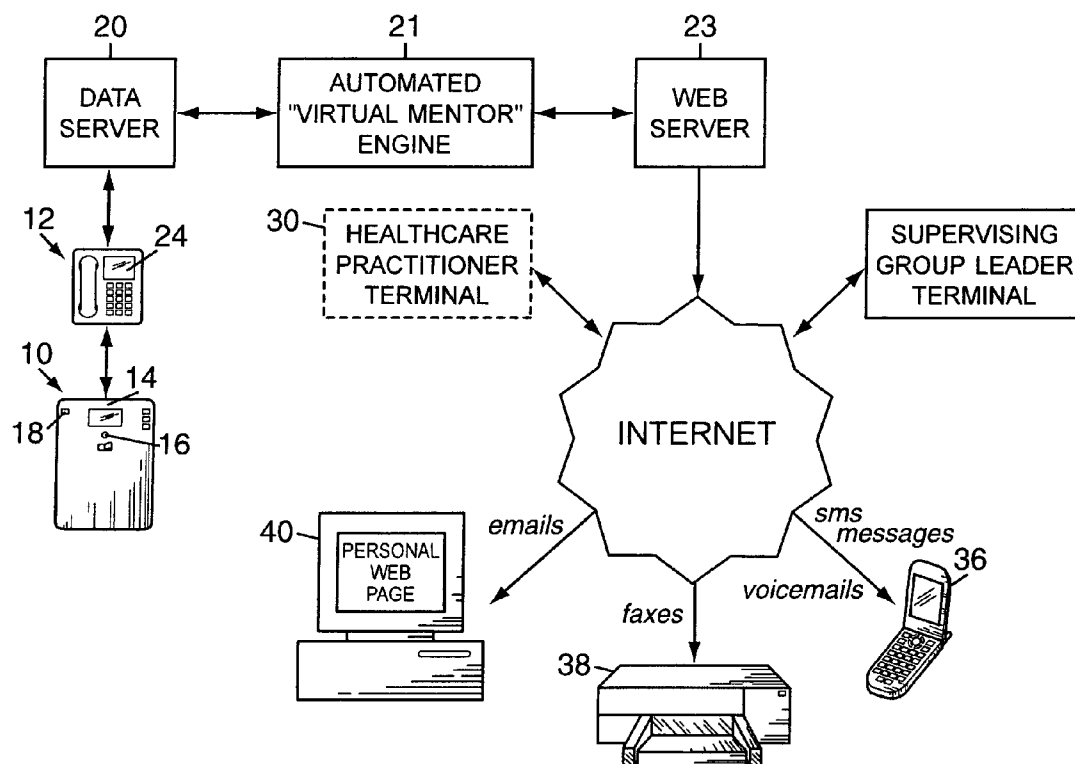 20
21
23
DATA
SERVER
AUTOMATED
"VIRTUAL MENTOR"
ENGINE
WEB
SERVER
12
24
30
HEALTHCARE
PRACTITIONER
TERMINAL
SUPERVISING
GROUP LEADER
TERMINAL
10
14
18
16
INTERNET
40
PERSONAL
WEB
PAGE
emails
sms
messages
voicemails
36
faxes
38